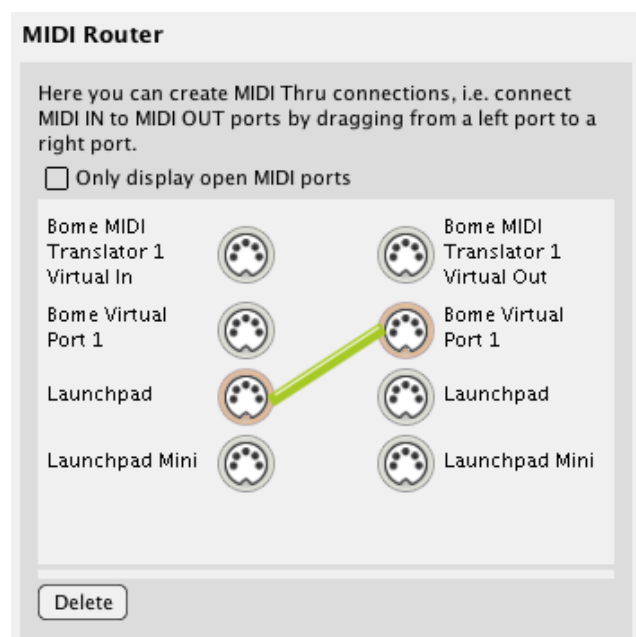 MIDI Router
Here you can create MIDI Thru connections, i.e. connect
MIDI IN to MIDI OUT ports by dragging from a left port to a
right port.
Only display open MIDI ports
Bome MIDI
Translator 1
Virtual In
Bome MIDI
Translator 1
Virtual Out
Bome Virtual
Port 1
Bome Virtual
Port 1
Launchpad
Launchpad
Launchpad Mini
Launchpad Mini
Delete